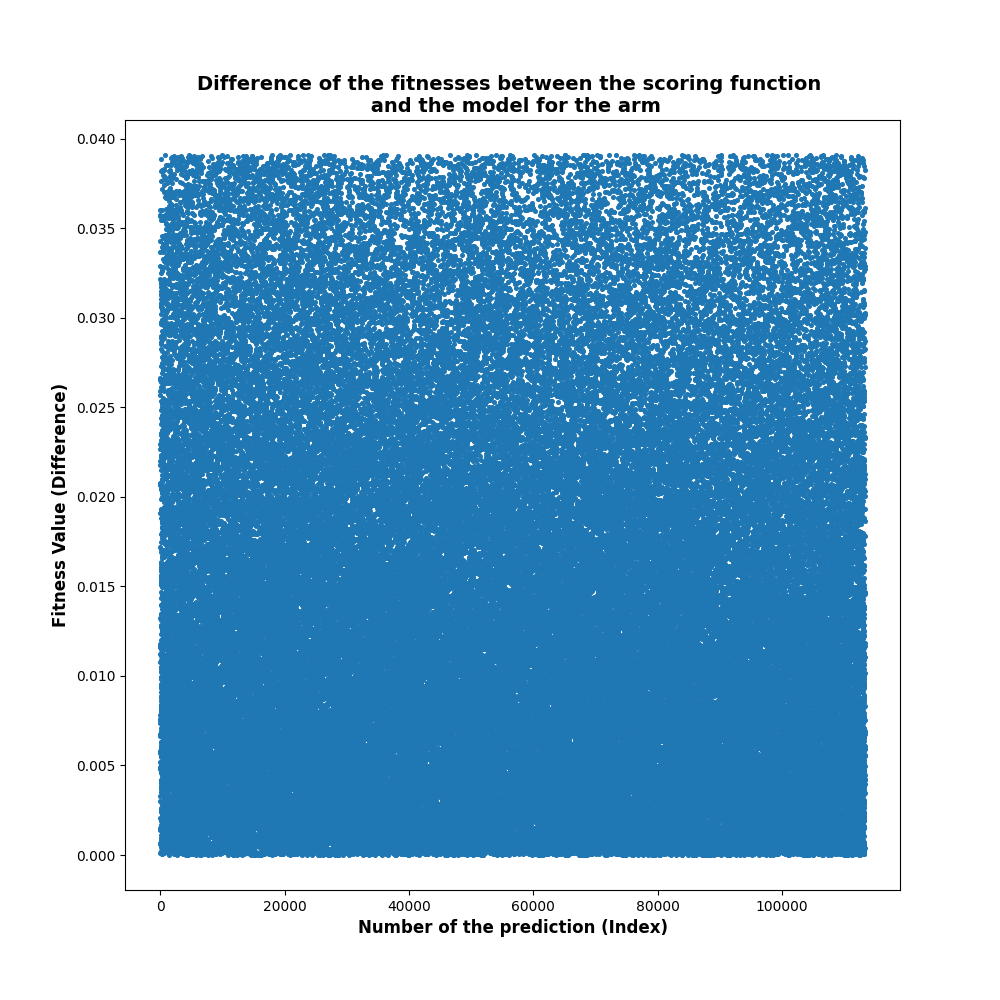 Difference of the fitnesses between the scoring function
and the model for the arm
0.040
0.035
0.030
0.025
0.020
0.015
0.010
0.005
0.000
Fitness Value (Difference)
0 20000 40000 60000 80000 100000
Number of the prediction (Index)